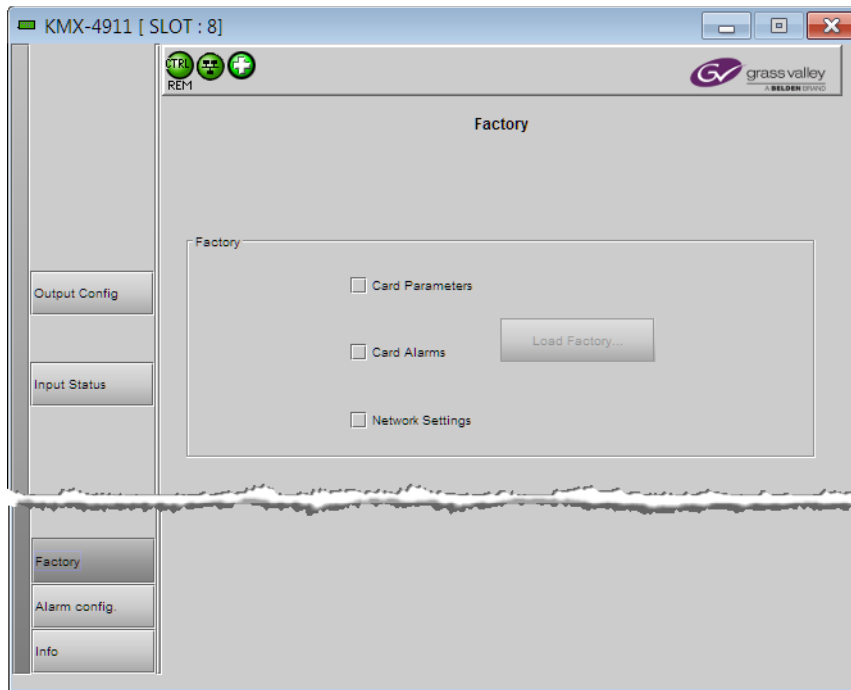 KMX-4911 [ SLOT : 8]
CTRL
REM
grass valley
A BELDEN BRAND
Factory
Factory
Card Parameters
Output Config
Load Factory...
Card Alarms
Input Status
Network Settings
Factory
Alarm config.
Info